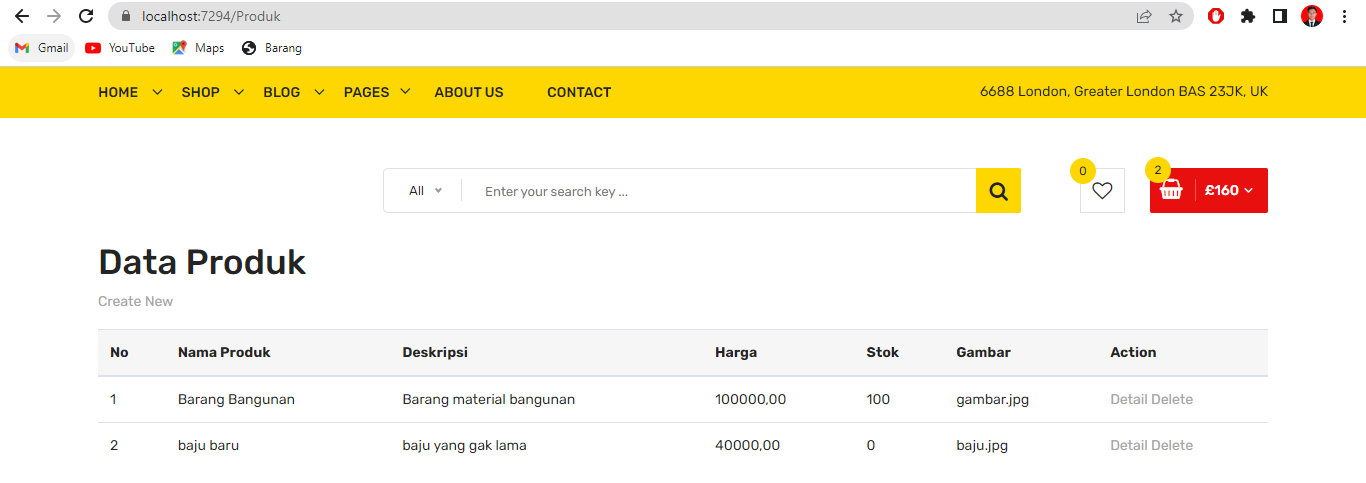 localhost:7294/Produk
Gmail YouTube Maps Barang
HOME SHOP BLOG PAGES ABOUT US CONTACT 6688 London, Greater London BAS 23JK, UK
All Enter your search key ... 0 2 £160
Data Produk
Create New
No Nama Produk Deskripsi Harga Stok Gambar Action
1 Barang Bangunan Barang material bangunan 100000,00 100 gambar.jpg Detail Delete
2 baju baru baju yang gak lama 40000,00 0 baju.jpg Detail Delete